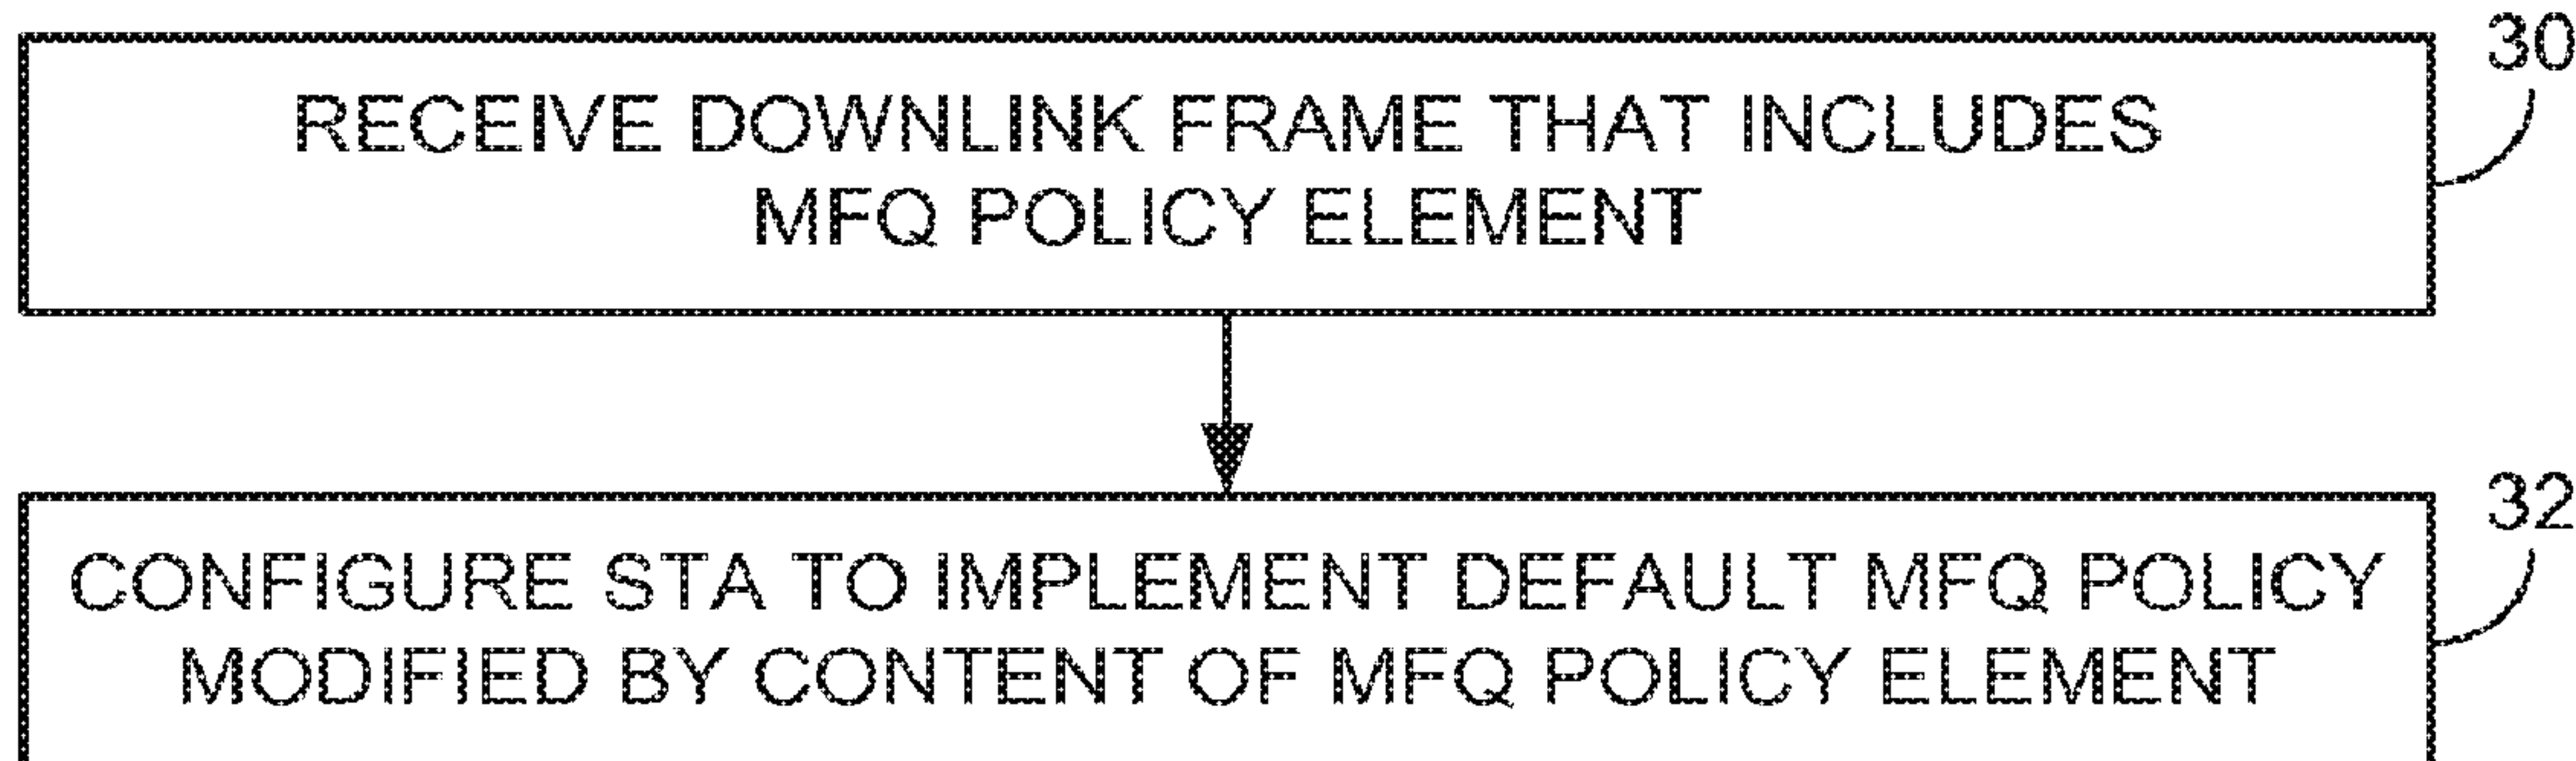 30
RECEIVE DOWNLINK FRAME THAT INCLUDES
MFQ POLICY ELEMENT
32
CONFIGURE STA TO IMPLEMENT DEFAULT MFQ POLICY
MODIFIED BY CONTENT OF MFQ POLICY ELEMENT